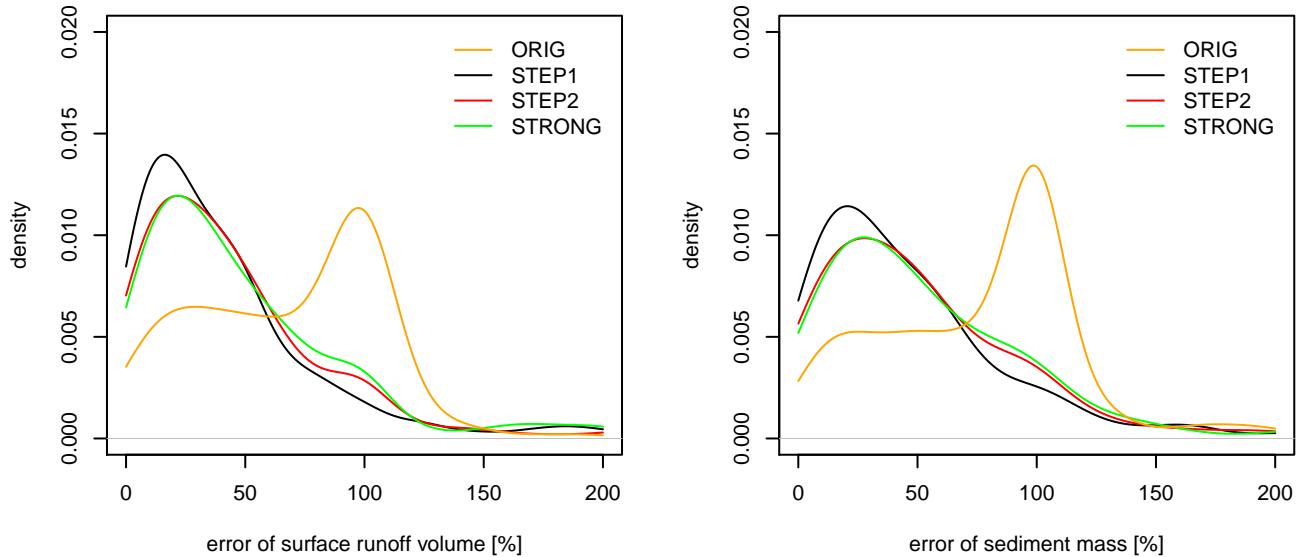 0.020
0.015
0.010
0.005
0.000
density
ORIG
STEP1
STEP2
STRONG
0 50 100 150 200
error of surface runoff volume [%]
0.020
0.015
0.010
0.005
0.000
density
ORIG
STEP1
STEP2
STRONG
0 50 100 150 200
error of sediment mass [%]